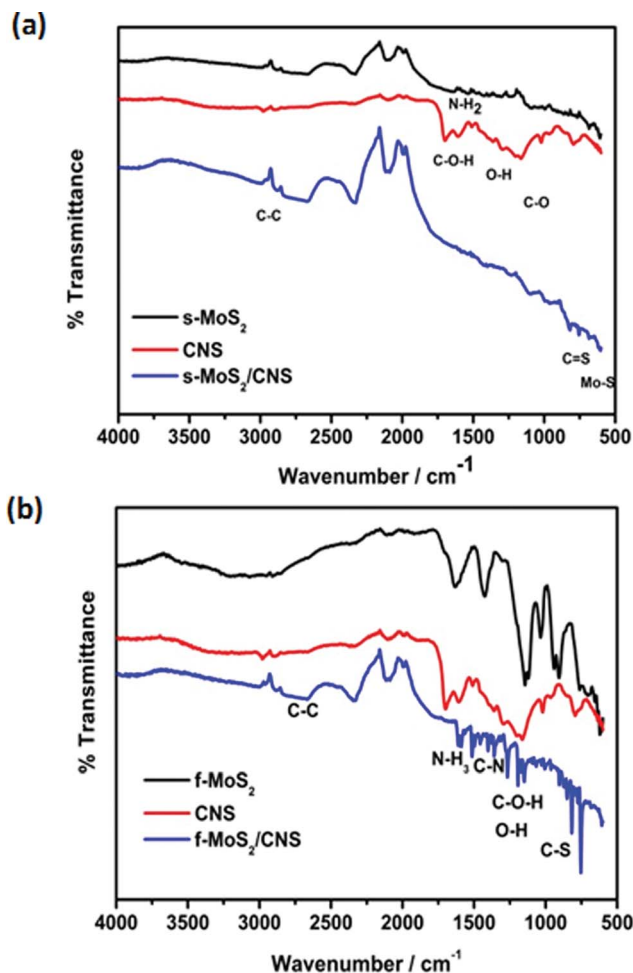 (a)
% Transmittance
N-H2
C-O-H
O-H
C-O
C-C
C=S
Mo-S
s-MoS2
CNS
s-MoS2/CNS
4000 3500 3000 2500 2000 1500 1000 500
Wavenumber / cm-1
(b)
% Transmittance
C-C
N-H3 C-N
C-O-H
O-H
C-S
f-MoS2
CNS
f-MoS2/CNS
4000 3500 3000 2500 2000 1500 1000 500
Wavenumber / cm-1